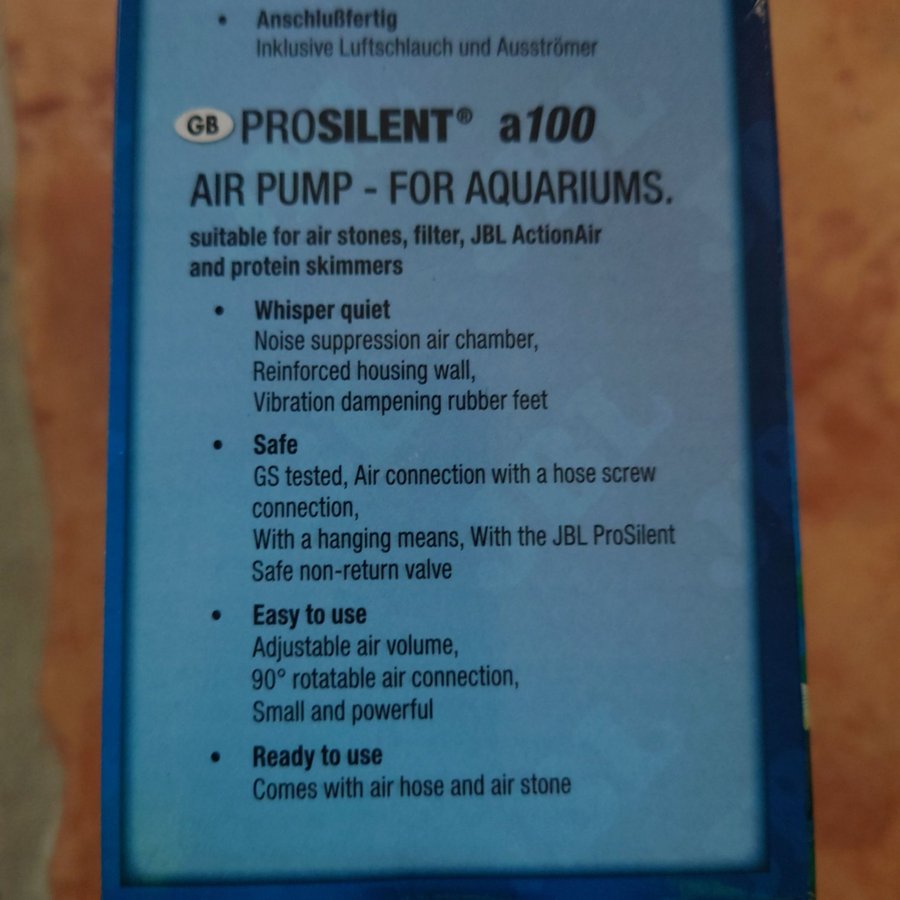 • Anschlußfertig
Inklusive Luftschlauch und Ausströmer
GB PROSILENT® a100
AIR PUMP - FOR AQUARIUMS.
suitable for air stones, filter, JBL ActionAir
and protein skimmers
• Whisper quiet
Noise suppression air chamber,
Reinforced housing wall,
Vibration dampening rubber feet
• Safe
GS tested, Air connection with a hose screw
connection,
With a hanging means, With the JBL ProSilent
Safe non-return valve
• Easy to use
Adjustable air volume,
90° rotatable air connection,
Small and powerful
• Ready to use
Comes with air hose and air stone